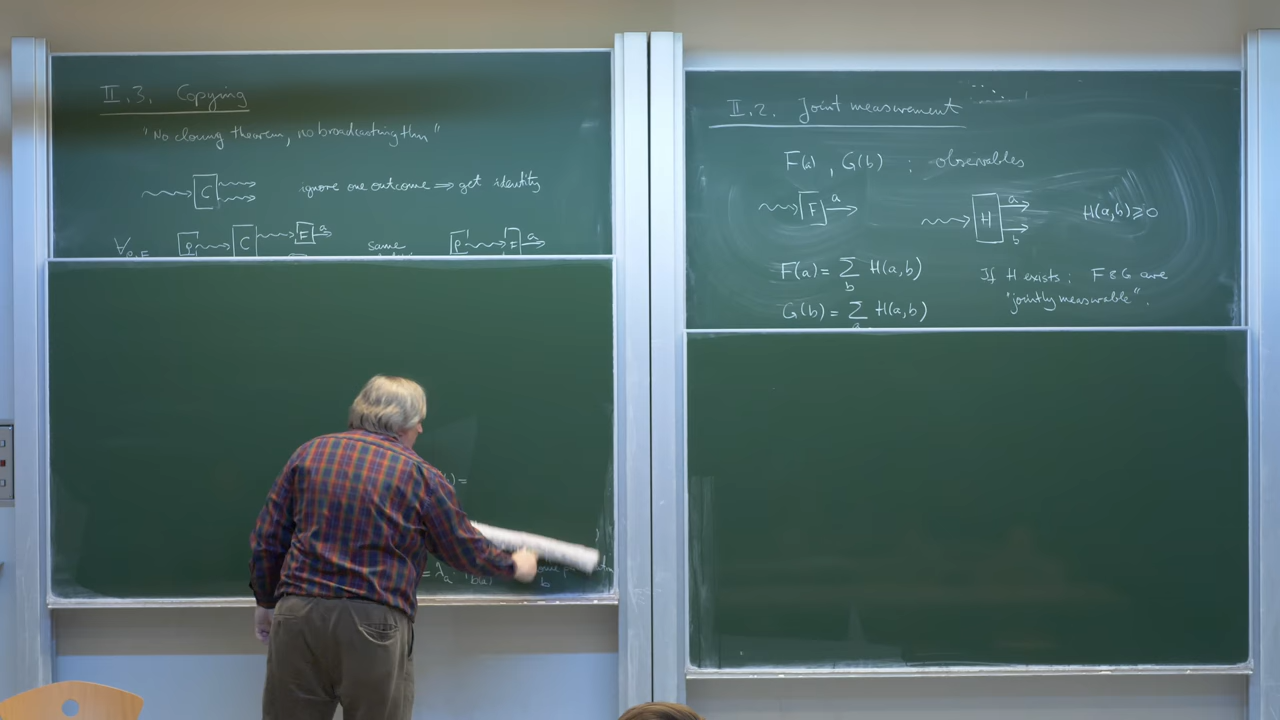 II.3. Copying
"No cloning theorem, no broadcasting thm"
C ignore one outcome ⇒ get identity
∀ρ,F ρ C F a same ρ F a
b) =
= λa b(a) b
II.2. Joint measurement
F(a), G(b) : observables
F a H a b H(a,b) ≥ 0
F(a) = ∑b H(a,b) If H exists: F & G are
G(b) = ∑a H(a,b) "jointly measurable".